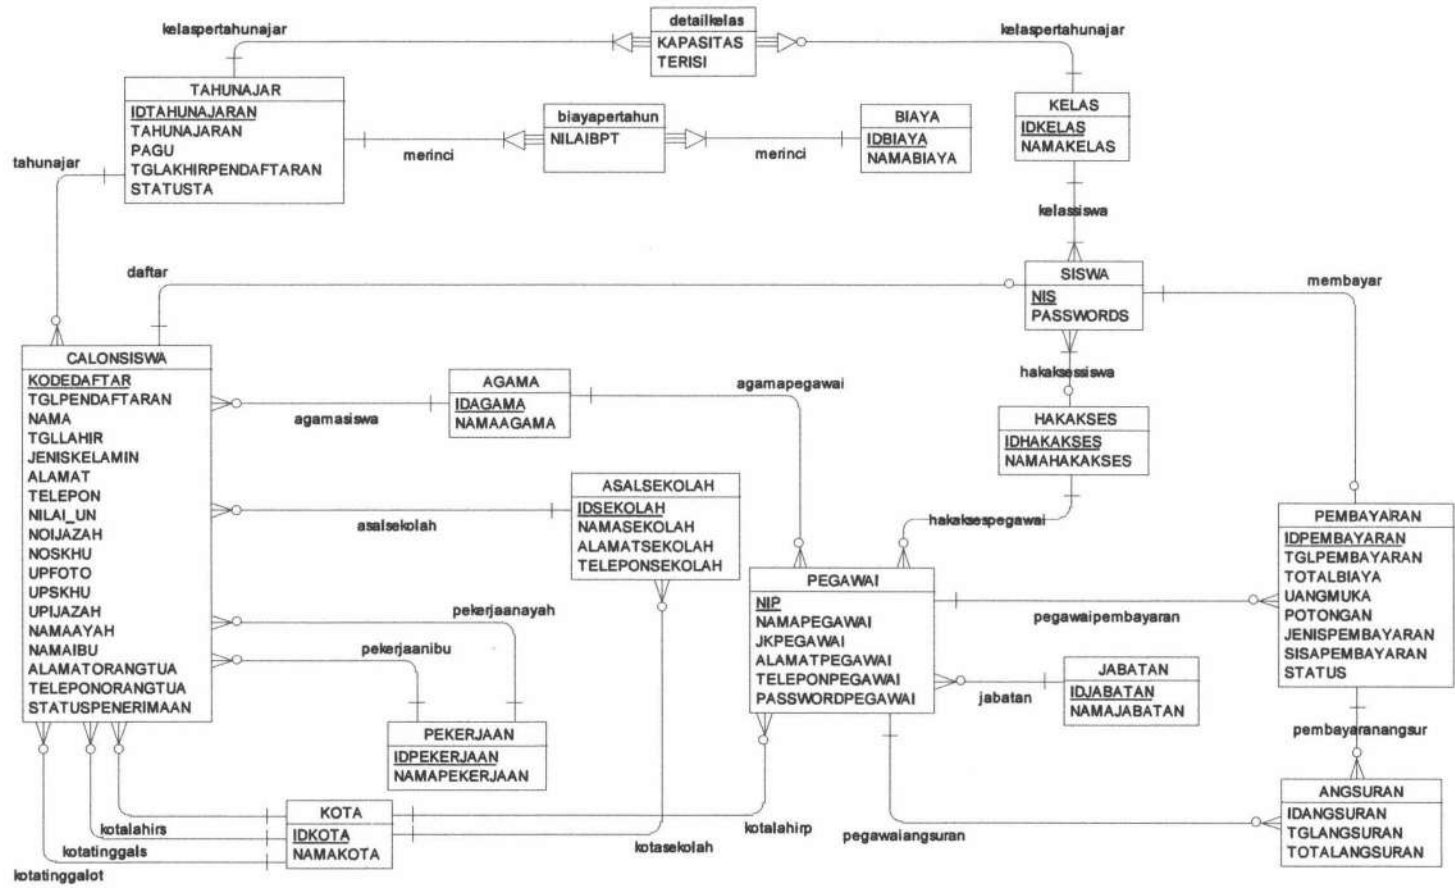 detailkelas
KAPASITAS
TERISI
kelaspertahunajar
kelaspertahunajar
TAHUNAJAR
IDTAHUNAJARAN
TAHUNAJARAN
PAGU
TGLAKHIRPENDAFTARAN
STATUSTA
biayapertahun
NILAIBPT
merinci
merinci
BIAYA
IDBIAYA
NAMABIAYA
KELAS
IDKELAS
NAMAKELAS
tahunajar
kelassiswa
daftar
SISWA
NIS
PASSWORDS
membayar
CALONSISWA
KODEDAFTAR
TGLPENDAFTARAN
NAMA
TGLLAHIR
JENISKELAMIN
ALAMAT
TELEPON
NILAI_UN
NOIJAZAH
NOSKHU
UPFOTO
UPSKHU
UPIJAZAH
NAMAAYAH
NAMAIBU
ALAMATORANGTUA
TELEPONORANGTUA
STATUSPENERIMAAN
agamasiswa
AGAMA
IDAGAMA
NAMAAGAMA
agamapegawai
hakaksessiswa
HAKAKSES
IDHAKAKSES
NAMAHAKAKSES
asalsekolah
ASALSEKOLAH
IDSEKOLAH
NAMASEKOLAH
ALAMATSEKOLAH
TELEPONSEKOLAH
hakaksespegawai
PEMBAYARAN
IDPEMBAYARAN
TGLPEMBAYARAN
TOTALBIAYA
UANGMUKA
POTONGAN
JENISPEMBAYARAN
SISAPEMBAYARAN
STATUS
PEGAWAI
NIP
NAMAPEGAWAI
JKPEGAWAI
ALAMATPEGAWAI
TELEPONPEGAWAI
PASSWORDPEGAWAI
pegawaipembayaran
pekerjaanayah
pekerjaanibu
jabatan
JABATAN
IDJABATAN
NAMAJABATAN
PEKERJAAN
IDPEKERJAAN
NAMAPEKERJAAN
pembayaranangsur
KOTA
IDKOTA
NAMAKOTA
kotalahirs
kotatinggals
kotatinggalot
kotasekolah
kotalahirp
pegawaiangsuran
ANGSURAN
IDANGSURAN
TGLANGSURAN
TOTALANGSURAN